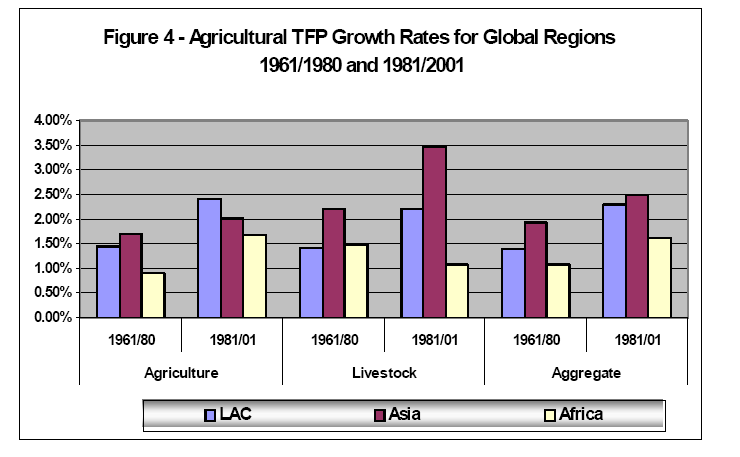 Figure 4 - Agricultural TFP Growth Rates for Global Regions
1961/1980 and 1981/2001
4.00%
3.50%
3.00%
2.50%
2.00%
1.50%
1.00%
0.50%
0.00%
1961/80 1981/01 1961/80 1981/01 1961/80 1981/01
Agriculture Livestock Aggregate
LAC Asia Africa